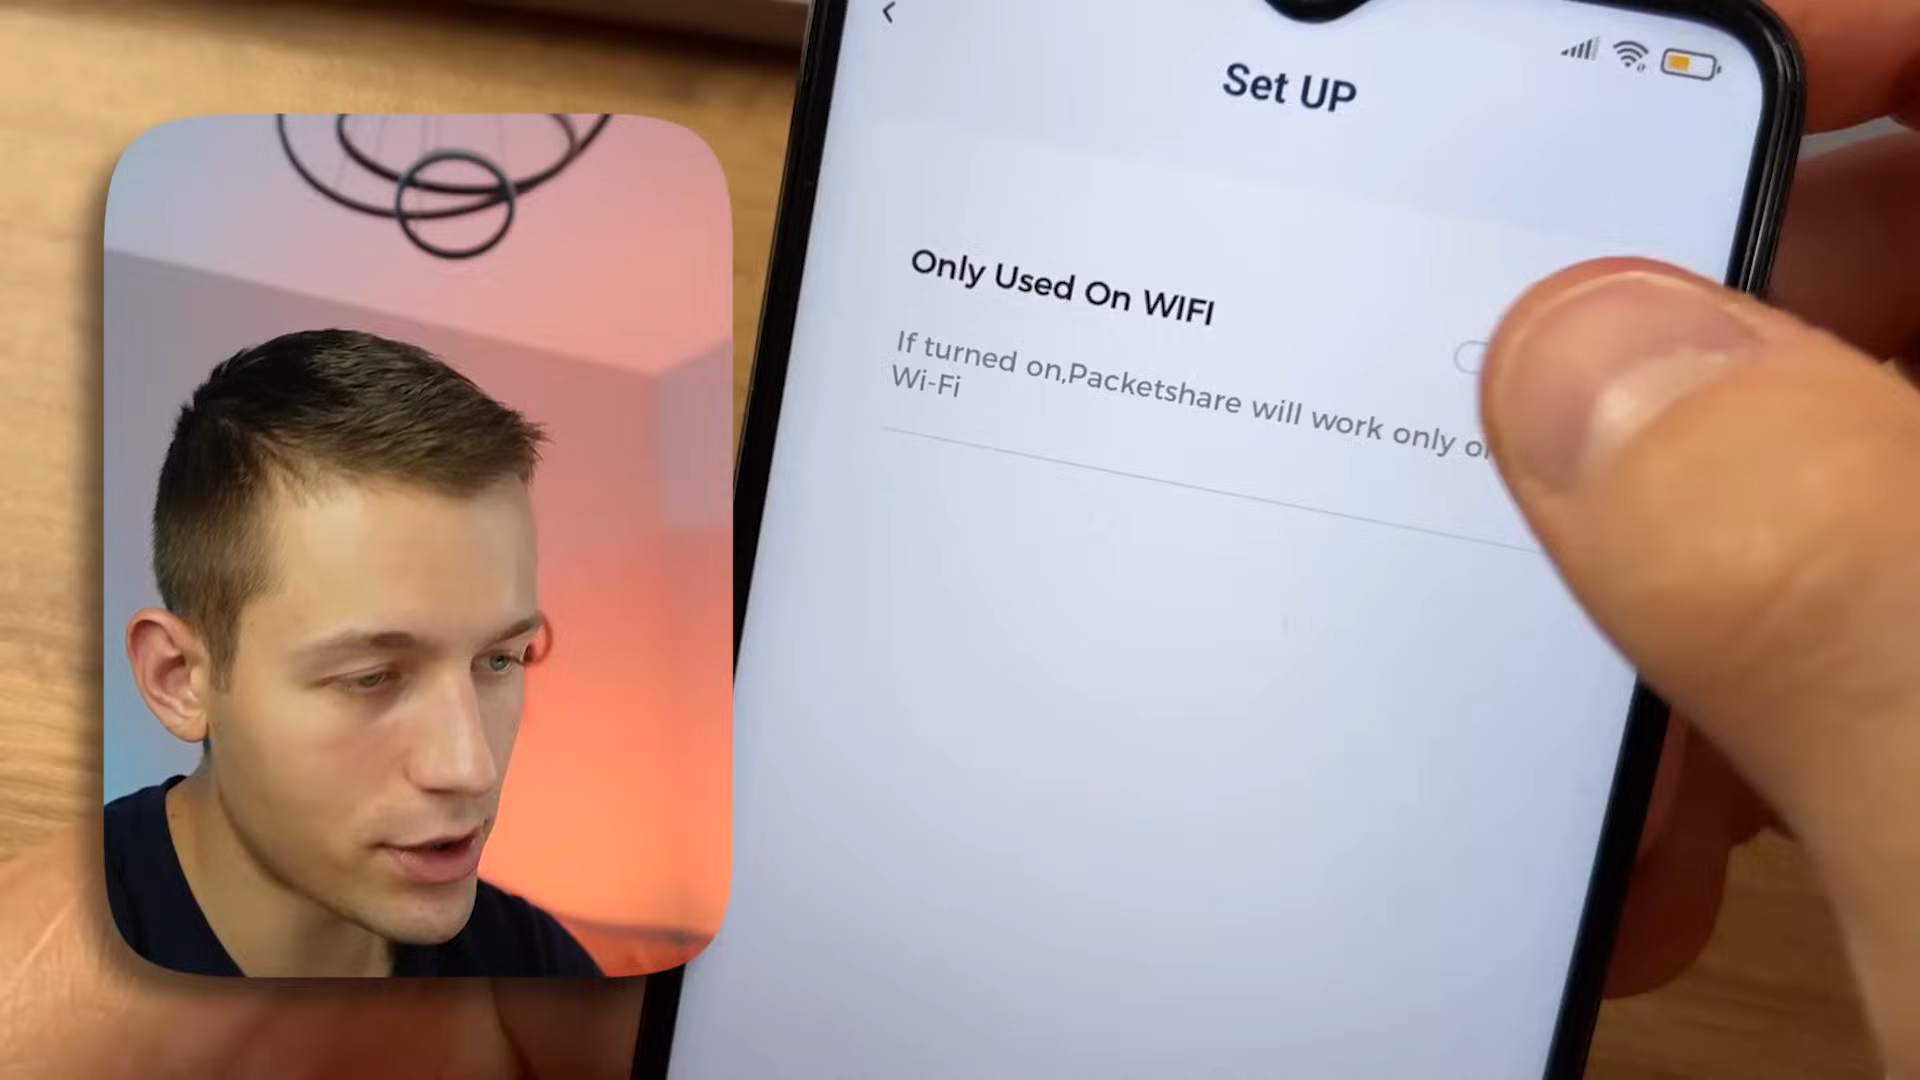 Set UP
Only Used On WIFI
If turned on,Packetshare will work only
Wi-Fi